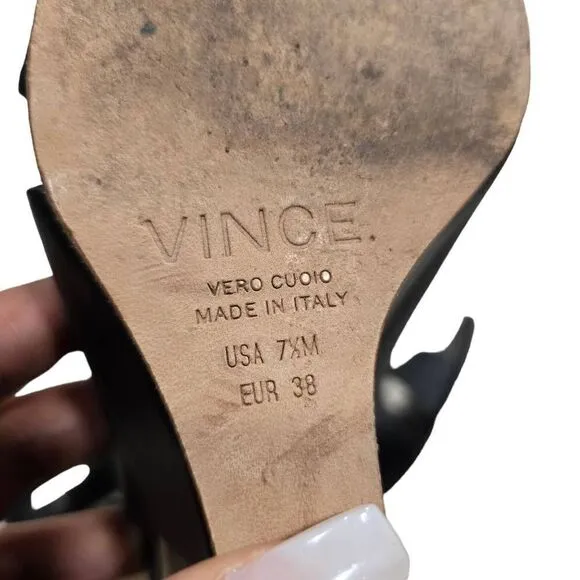 VINCE.
VERO CUOIO
MADE IN ITALY
USA 7½M
EUR 38